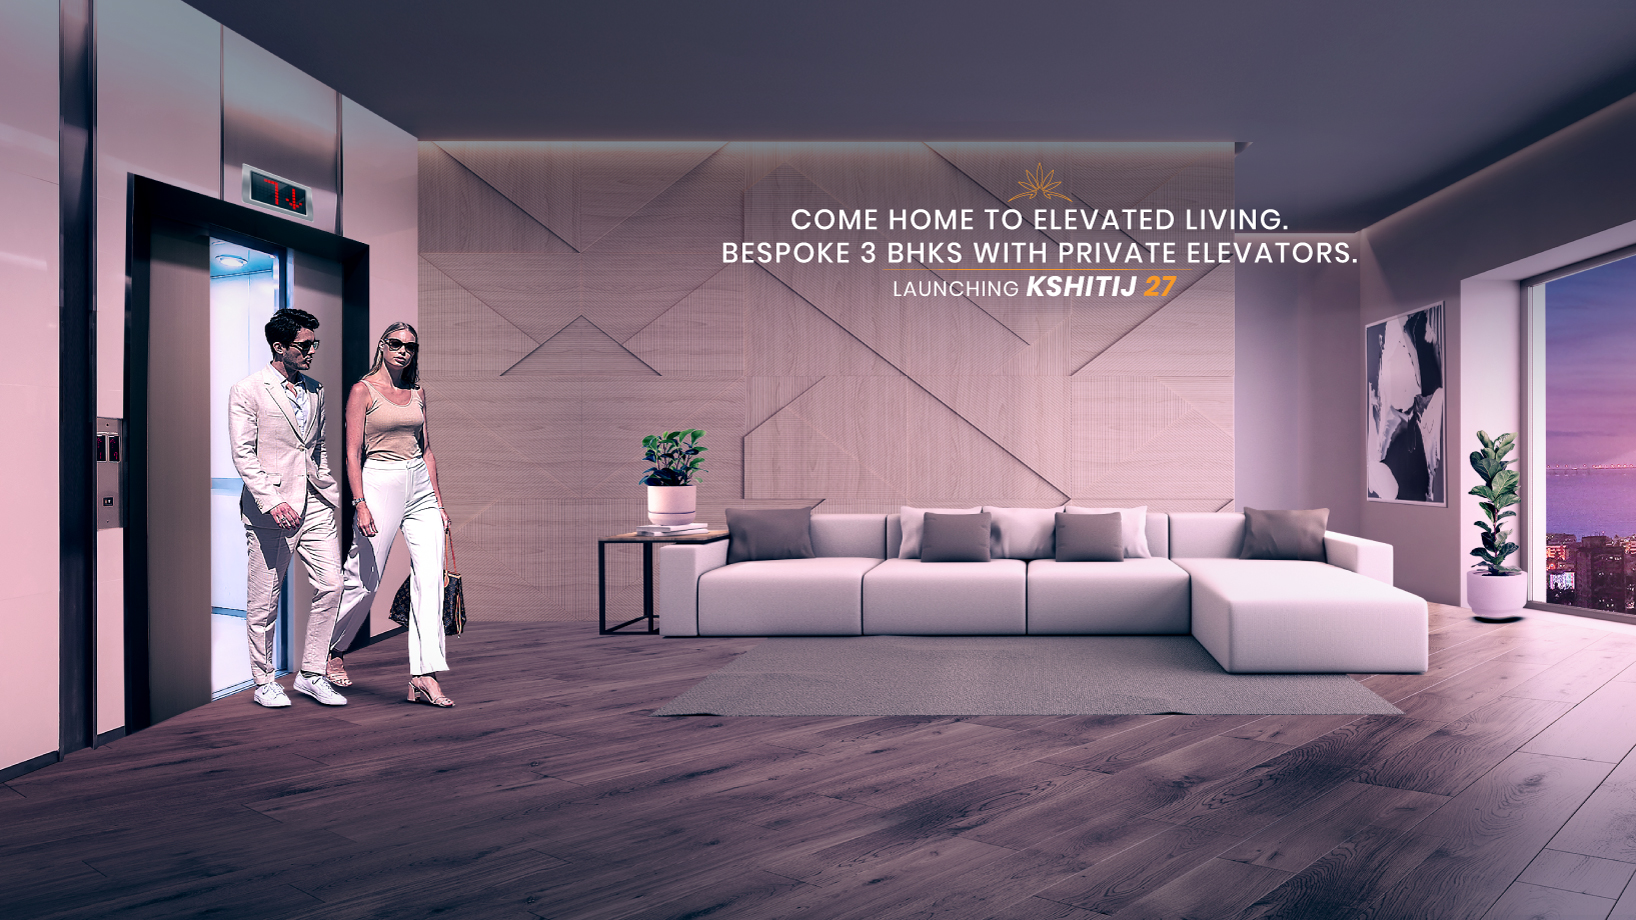 COME HOME TO ELEVATED LIVING.
BESPOKE 3 BHKS WITH PRIVATE ELEVATORS.
LAUNCHING KSHITIJ 27